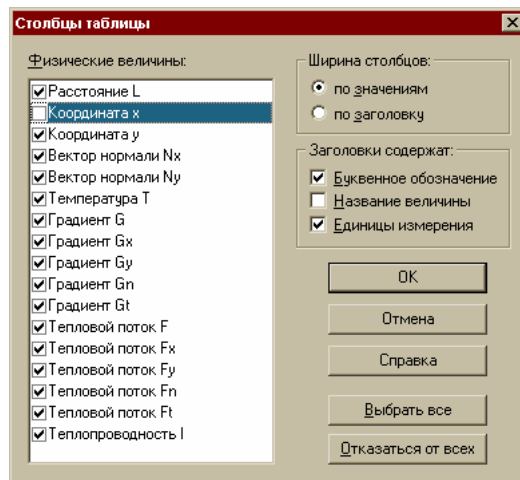 Столбцы таблицы
Физические величины:
Расстояние L
Координата x
Координата y
Вектор нормали Nx
Вектор нормали Ny
Температура T
Градиент G
Градиент Gx
Градиент Gy
Градиент Gn
Градиент Gt
Тепловой поток F
Тепловой поток Fx
Тепловой поток Fy
Тепловой поток Fn
Тепловой поток Ft
Теплопроводность l
Ширина столбцов:
по значениям
по заголовку
Заголовки содержат:
Буквенное обозначение
Название величины
Единицы измерения
OK
Отмена
Справка
Выбрать все
Отказаться от всех